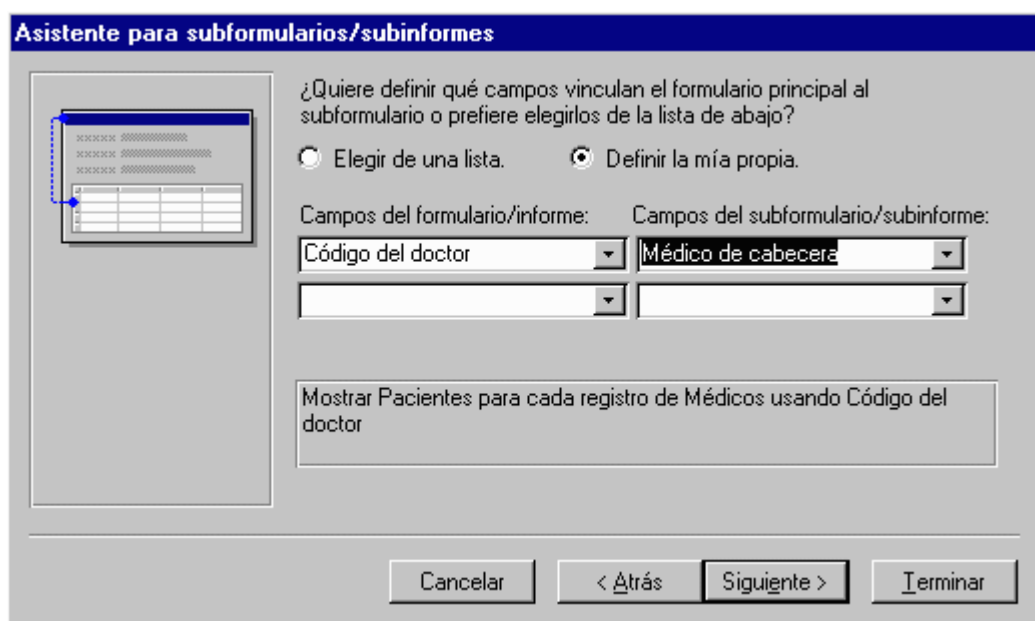 Asistente para subformularios/subinformes
¿Quiere definir qué campos vinculan el formulario principal al
subformulario o prefiere elegirlos de la lista de abajo?
Elegir de una lista. Definir la mía propia.
Campos del formulario/informe: Campos del subformulario/subinforme:
Código del doctor Médico de cabecera
Mostrar Pacientes para cada registro de Médicos usando Código del
doctor
Cancelar < Atrás Siguiente > Terminar